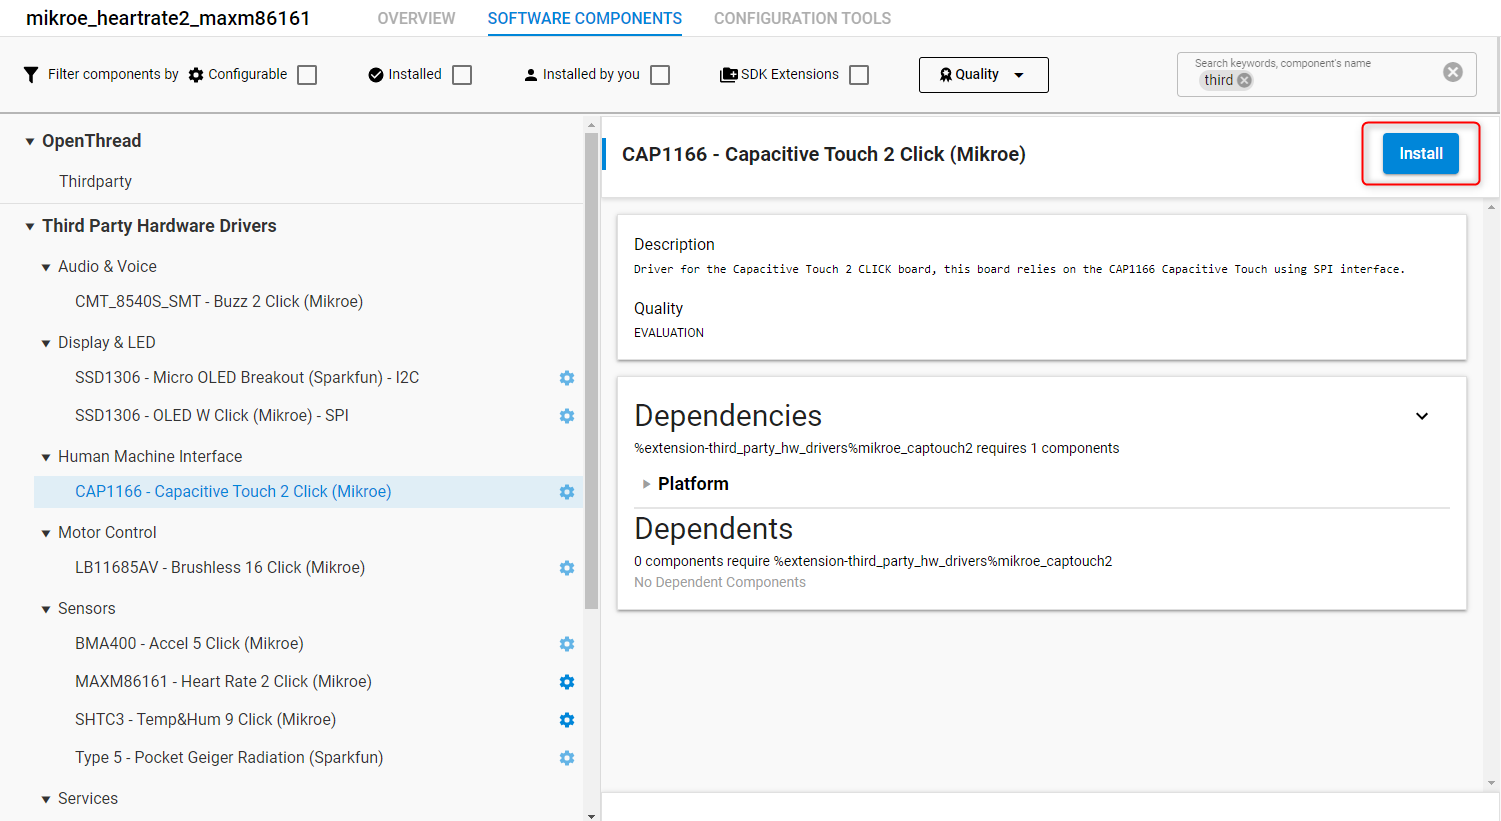 mikroe_heartrate2_maxm86161
OVERVIEW
SOFTWARE COMPONENTS
CONFIGURATION TOOLS
Filter components by
Configurable
Installed
Installed by you
SDK Extensions
Quality
Search keywords, component's name
third
OpenThread
Thirdparty
Third Party Hardware Drivers
Audio & Voice
CMT_8540S_SMT - Buzz 2 Click (Mikroe)
Display & LED
SSD1306 - Micro OLED Breakout (Sparkfun) - I2C
SSD1306 - OLED W Click (Mikroe) - SPI
Human Machine Interface
CAP1166 - Capacitive Touch 2 Click (Mikroe)
Motor Control
LB11685AV - Brushless 16 Click (Mikroe)
Sensors
BMA400 - Accel 5 Click (Mikroe)
MAXM86161 - Heart Rate 2 Click (Mikroe)
SHTC3 - Temp&Hum 9 Click (Mikroe)
Type 5 - Pocket Geiger Radiation (Sparkfun)
Services
CAP1166 - Capacitive Touch 2 Click (Mikroe)
Install
Description
Driver for the Capacitive Touch 2 CLICK board, this board relies on the CAP1166 Capacitive Touch using SPI interface.
Quality
EVALUATION
Dependencies
%extension-third_party_hw_drivers%mikroe_captouch2 requires 1 components
Platform
Dependents
0 components require %extension-third_party_hw_drivers%mikroe_captouch2
No Dependent Components